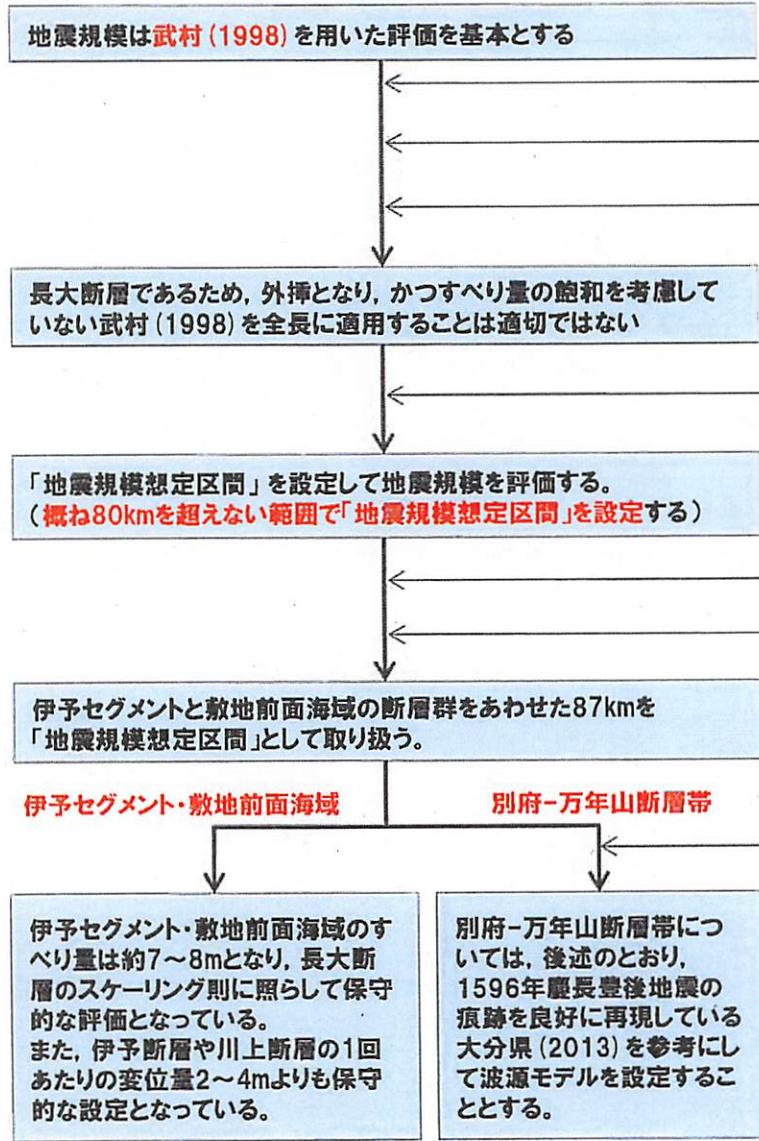 地震規模は武村(1998)を用いた評価を基本とする
長大断層であるため，外挿となり，かつすべり量の飽和を考慮して
いない武村(1998)を全長に適用することは適切ではない
「地震規模想定区間」を設定して地震規模を評価する。
(概ね80kmを超えない範囲で「地震規模想定区間」を設定する)
伊予セグメントと敷地前面海域の断層群をあわせた87kmを
「地震規模想定区間」として取り扱う。
伊予セグメント・敷地前面海域
別府−万年山断層帯
伊予セグメント・敷地前面海域のす
べり量は約7〜8mとなり，長大断
層のスケーリング則に照らして保守
的な評価となっている。
また，伊予断層や川上断層の1回
あたりの変位量2〜4mよりも保守
的な設定となっている。
別府−万年山断層帯につ
いては，後述のとおり，
1596年慶長豊後地震の
痕跡を良好に再現している
大分県(2013)を参考にし
て波源モデルを設定するこ
ととする。